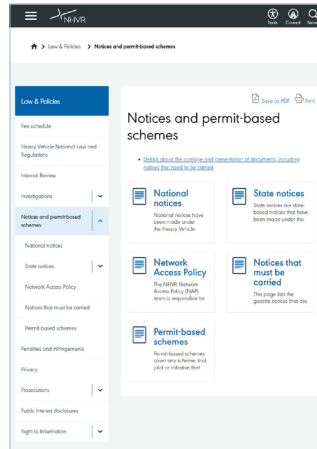 NHVR
Tools
Council
Law & Policies
Notices and permit-based schemes
Law & Policies
Fee schedule
Heavy Vehicle National Law and
Regulations
Internal Review
Investigations
Notices and permit-based
schemes
National notices
State notices
Network Access Policy
Notices that must be carried
Permit-based schemes
Penalties and infringements
Privacy
Prosecutions
Public interest disclosures
Right to Information
Save as PDF
Print
Notices and permit-based
schemes
Details about the carriage and presentation of documents, including
notices that need to be carried
National
notices
National notices have
been made under
the Heavy Vehicle
State notices
State notices are state-
based notices that have
been made under the
Network
Access Policy
The NHVR Network
Access Policy (NAP)
team is responsible for
Notices that
must be
carried
This page lists the
gazette notices that are
Permit-based
schemes
Permit-based schemes
cover any scheme, trial,
pilot or initiative that